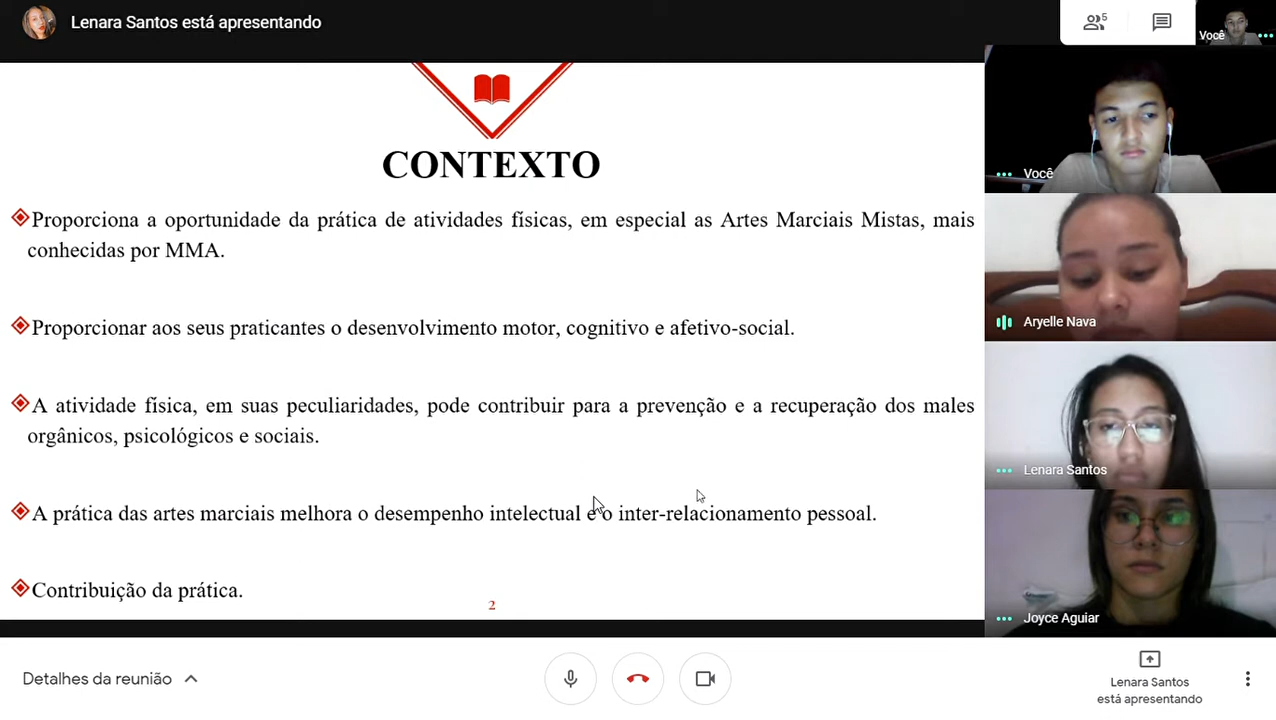 Lenara Santos está apresentando
5
Você
CONTEXTO
Proporciona a oportunidade da prática de atividades físicas, em especial as Artes Marciais Mistas, mais
conhecidas por MMA.
Proporcionar aos seus praticantes o desenvolvimento motor, cognitivo e afetivo-social.
A atividade física, em suas peculiaridades, pode contribuir para a prevenção e a recuperação dos males
orgânicos, psicológicos e sociais.
A prática das artes marciais melhora o desempenho intelectual e o inter-relacionamento pessoal.
Contribuição da prática.
2
Você
Aryelle Nava
Lenara Santos
Joyce Aguiar
Detalhes da reunião
Lenara Santos
está apresentando